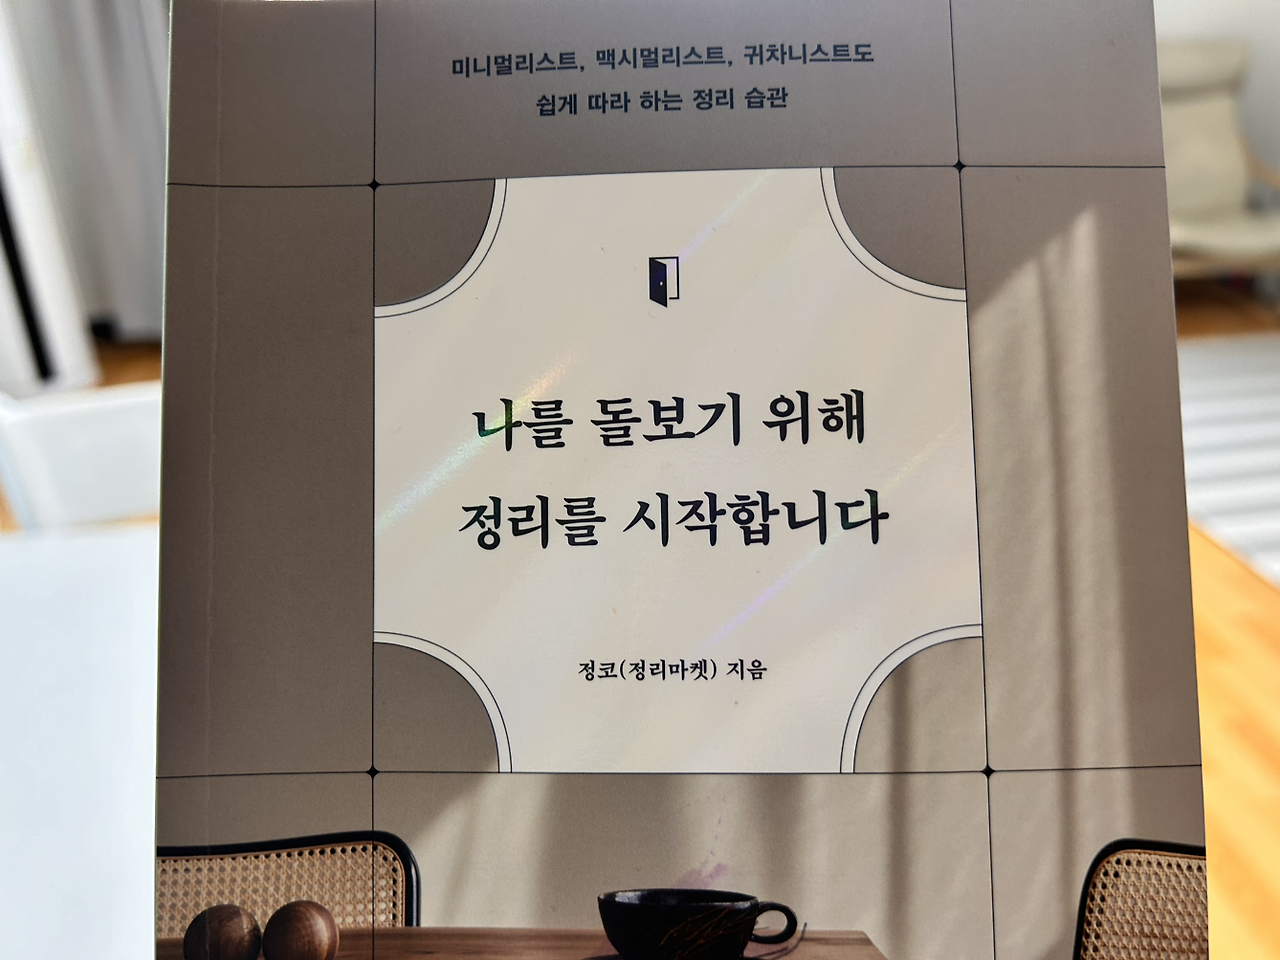 미니멀리스트, 맥시멀리스트, 귀차니스트도
쉽게 따라 하는 정리 습관
나를 돌보기 위해
정리를 시작합니다
정코(정리마켓) 지음